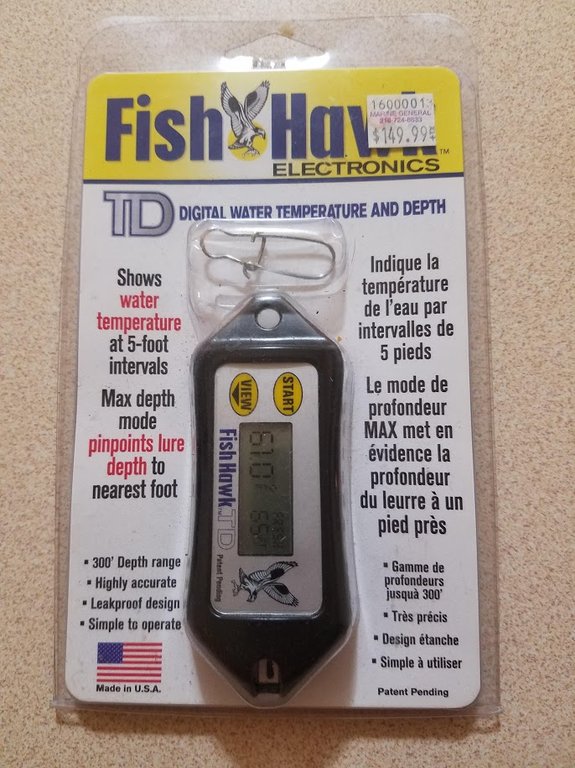 Fish Hawk™
ELECTRONICS
MARINE GENERAL
$149.99
TD DIGITAL WATER TEMPERATURE AND DEPTH
Shows
water
temperature
at 5-foot
intervals
Max depth
mode
pinpoints lure
depth to
nearest foot
• 300' Depth range
• Highly accurate
• Leakproof design
• Simple to operate
Made in U.S.A.
START
VIEW
Fish Hawk™ TD
Patent Pending
Indique la
température
de l'eau par
intervalles de
5 pieds
Le mode de
profondeur
MAX met en
évidence la
profondeur
du leurre à un
pied près
• Gamme de
profondeurs
jusquà 300'
• Très précis
• Design étanche
• Simple à utiliser
Patent Pending